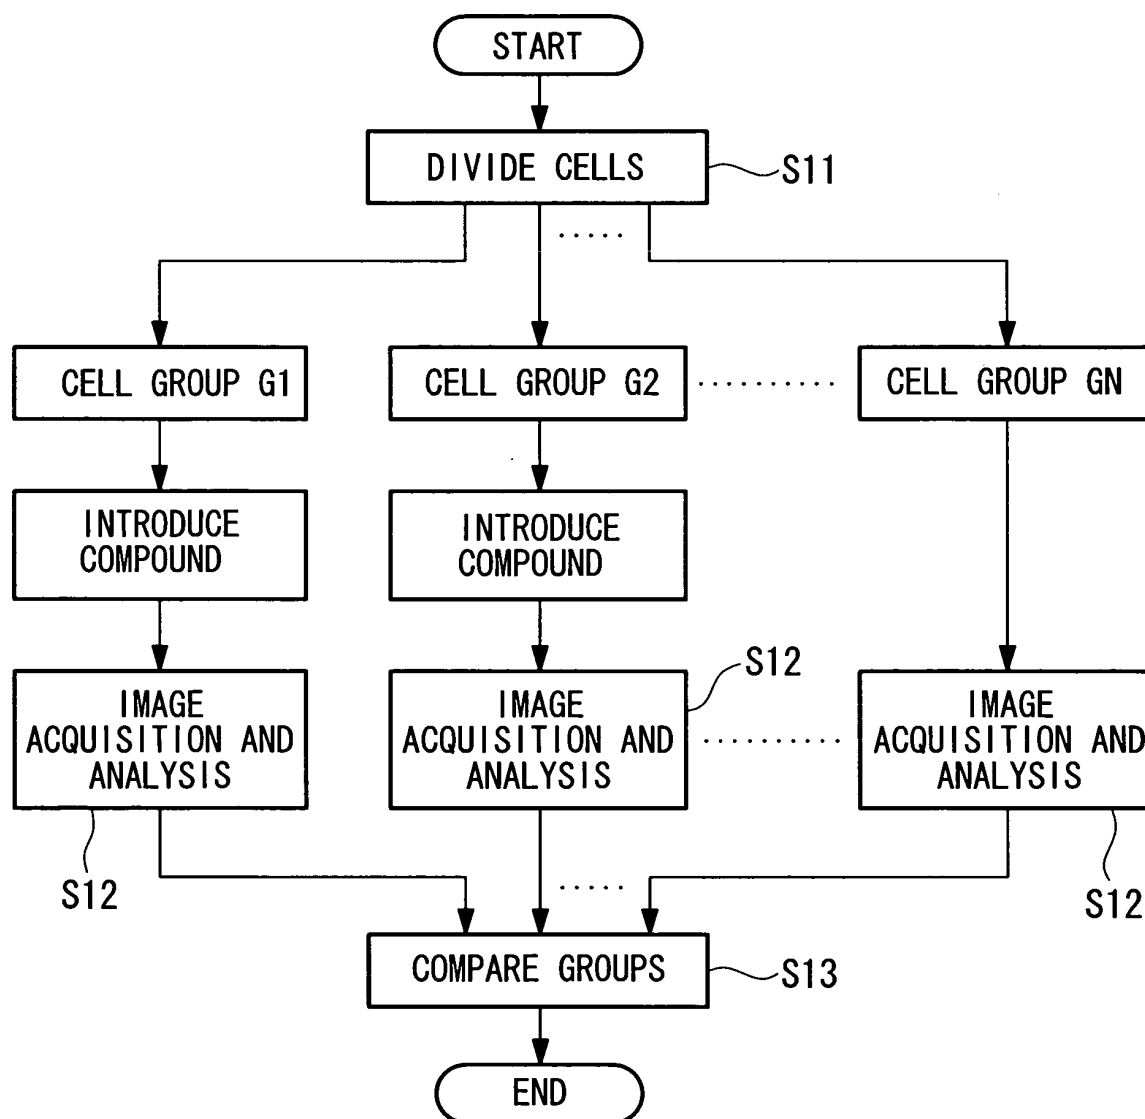 START
DIVIDE CELLS
S11
.....
CELL GROUP G1
CELL GROUP G2
..........
CELL GROUP GN
INTRODUCE
COMPOUND
INTRODUCE
COMPOUND
S12
IMAGE
ACQUISITION AND
ANALYSIS
IMAGE
ACQUISITION AND
ANALYSIS
..........
IMAGE
ACQUISITION AND
ANALYSIS
S12
.....
S12
COMPARE GROUPS
S13
END